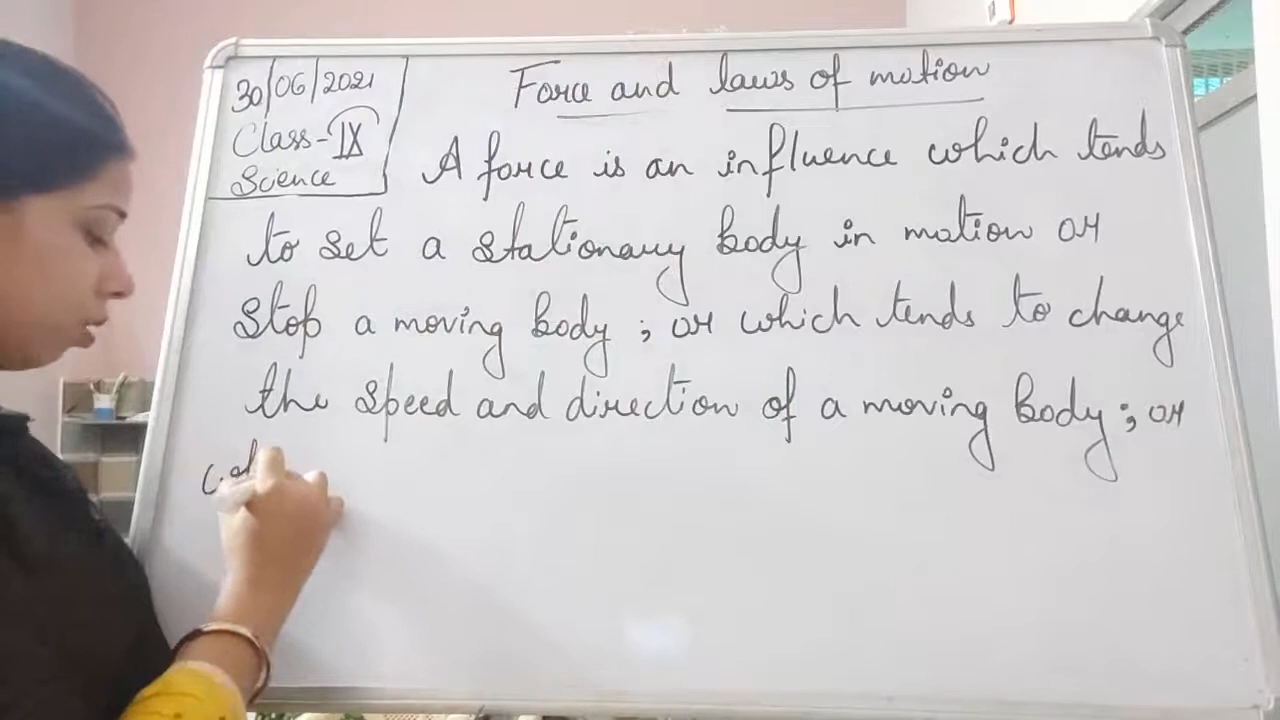 30/06/2021
Class-IX
Science
Force and laws of motion
A force is an influence which tends
to set a stationary body in motion or
stop a moving body ; or which tends to change
the speed and direction of a moving body ; or